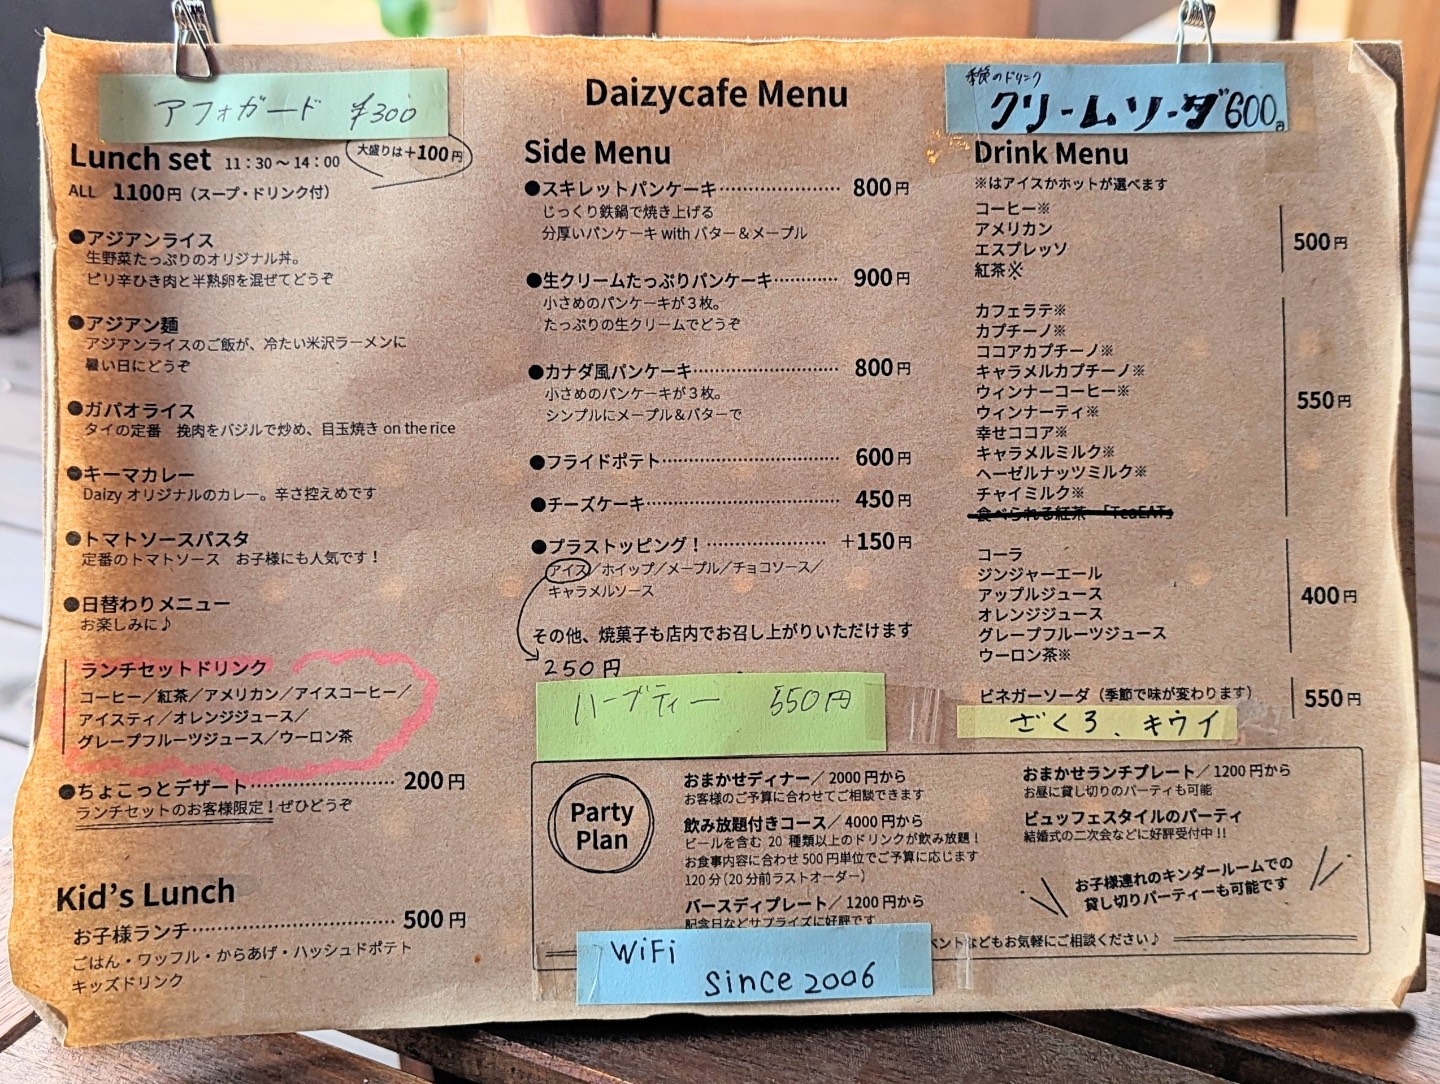 アフォガード ¥300
Daizycafe Menu
季節のドリンク
クリームソーダ600円
Lunch set 11：30～14：00
大盛りは+100円
ALL 1100円（スープ・ドリンク付）
●アジアンライス
生野菜たっぷりのオリジナル丼。
ピリ辛ひき肉と半熟卵を混ぜてどうぞ
●アジアン麺
アジアンライスのご飯が、冷たい米沢ラーメンに
暑い日にどうぞ
●ガパオライス
タイの定番　挽肉をバジルで炒め、目玉焼き on the rice
●キーマカレー
Daizy オリジナルのカレー。辛さ控えめです
●トマトソースパスタ
定番のトマトソース　お子様にも人気です！
●日替わりメニュー
お楽しみに♪
ランチセットドリンク
コーヒー／紅茶／アメリカン／アイスコーヒー／
アイスティ／オレンジジュース／
グレープフルーツジュース／ウーロン茶
●ちょこっとデザート 200円
ランチセットのお客様限定！ぜひどうぞ
Kid's Lunch
お子様ランチ 500円
ごはん・ワッフル・からあげ・ハッシュドポテト
キッズドリンク
Side Menu
●スキレットパンケーキ 800円
じっくり鉄鍋で焼き上げる
分厚いパンケーキ with バター＆メープル
●生クリームたっぷりパンケーキ 900円
小さめのパンケーキが３枚。
たっぷりの生クリームでどうぞ
●カナダ風パンケーキ 800円
小さめのパンケーキが３枚。
シンプルにメープル＆バターで
●フライドポテト 600円
●チーズケーキ 450円
●プラストッピング！ +150円
アイス／ホイップ／メープル／チョコソース／
キャラメルソース
その他、焼菓子も店内でお召し上がりいただけます
250円
ハーブティー 550円
Drink Menu
※はアイスかホットが選べます
コーヒー※
アメリカン
エスプレッソ
紅茶※
500円
カフェラテ※
カプチーノ※
ココアカプチーノ※
キャラメルカプチーノ※
ウィンナーコーヒー※
ウィンナーティ※
幸せココア※
キャラメルミルク※
ヘーゼルナッツミルク※
チャイミルク※
食べられる紅茶 「TeaEAT」
550円
コーラ
ジンジャーエール
アップルジュース
オレンジジュース
グレープフルーツジュース
ウーロン茶※
400円
ビネガーソーダ（季節で味が変わります） 550円
ざくろ、キウイ
Party
Plan
おまかせディナー／2000円から
お客様のご予算に合わせてご相談できます
飲み放題付きコース／4000円から
ビールを含む 20 種類以上のドリンクが飲み放題！
お食事内容に合わせ500円単位でご予算に応じます
120分（20分前ラストオーダー）
バースディプレート／1200円から
記念日などサプライズに好評です
おまかせランチプレート／1200円から
お昼に貸し切りのパーティも可能
ビュッフェスタイルのパーティ
結婚式の二次会などに好評受付中!!
お子様連れのキンダールームでの
貸し切りパーティーも可能です
ベントなどもお気軽にご相談ください♪
WiFi
since 2006